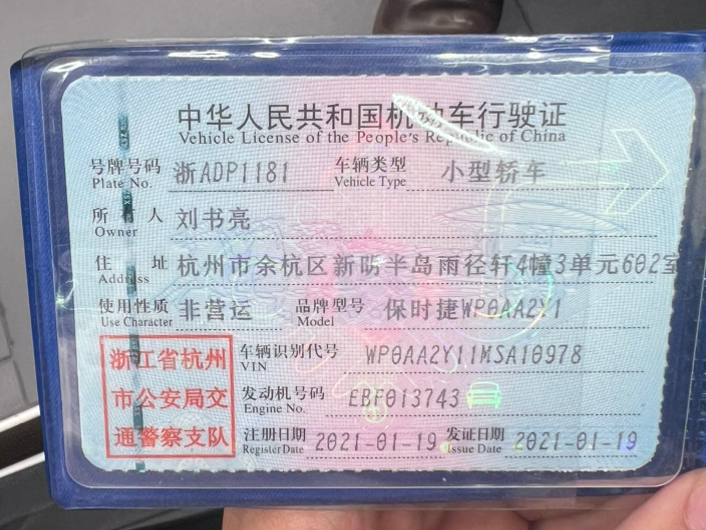 中华人民共和国机动车行驶证
Vehicle License of the People's Republic of China
号牌号码 浙ADP1181 车辆类型 小型轿车
Plate No. Vehicle Type
所有人 刘书亮
Owner
住址 杭州市余杭区新明半岛雨径轩4幢3单元602室
Address
使用性质 非营运 品牌型号 保时捷WP0AA2Y1
Use Character Model
浙江省杭州 车辆识别代号 WP0AA2Y11MSA10978
VIN
市公安局交 发动机号码 EBF013743
Engine No.
通警察支队 注册日期 2021-01-19 发证日期 2021-01-19
Register Date Issue Date